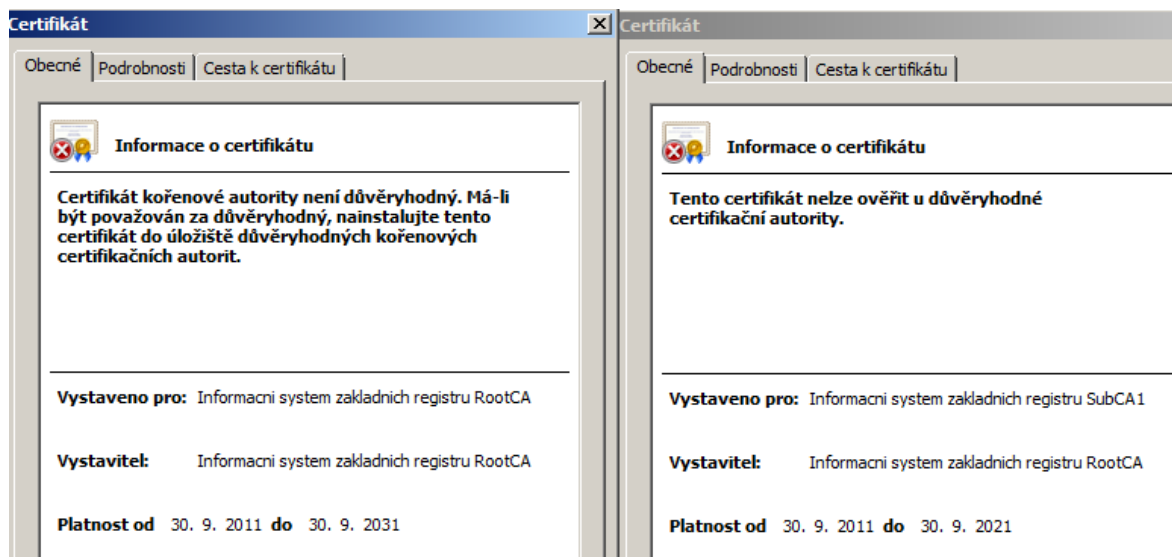 Certifikát
Obecné Podrobnosti Cesta k certifikátu
Informace o certifikátu
Certifikát kořenové autority není důvěryhodný. Má-li
být považován za důvěryhodný, nainstalujte tento
certifikát do úložiště důvěryhodných kořenových
certifikačních autorit.
Vystaveno pro: Informacni system zakladnich registru RootCA
Vystavitel: Informacni system zakladnich registru RootCA
Platnost od 30. 9. 2011 do 30. 9. 2031
Certifikát
Obecné Podrobnosti Cesta k certifikátu
Informace o certifikátu
Tento certifikát nelze ověřit u důvěryhodné
certifikační autority.
Vystaveno pro: Informacni system zakladnich registru SubCA1
Vystavitel: Informacni system zakladnich registru RootCA
Platnost od 30. 9. 2011 do 30. 9. 2021